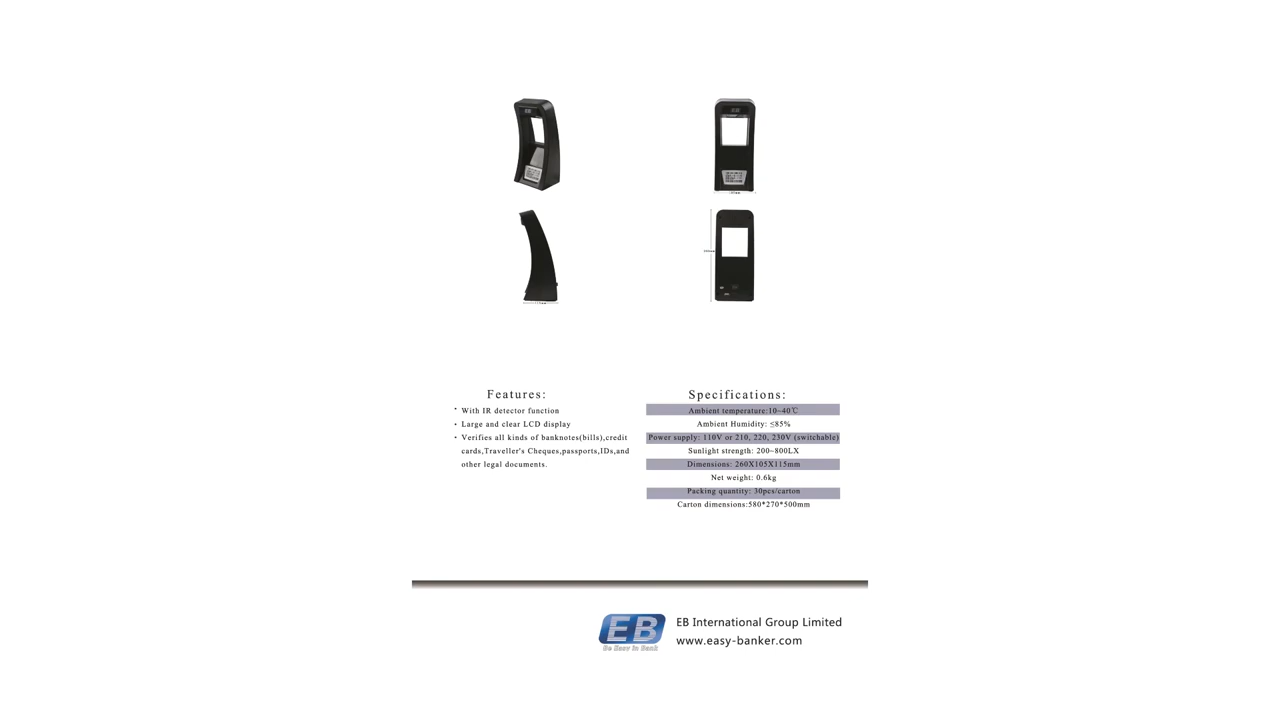 Features:
With IR detector function
Large and clear LCD display
Verifies all kinds of banknotes(bills),credit
cards,Traveller's Cheques,passports,IDs,and
other legal documents.
Specifications:
Ambient temperature:10~40℃
Ambient Humidity: ≤85%
Power supply: 110V or 210, 220, 230V (switchable)
Sunlight strength: 200~800LX
Dimensions: 260X105X115mm
Net weight: 0.6kg
Packing quantity: 30pcs/carton
Carton dimensions:580*270*500mm
EB
Be Easy in Bank
EB International Group Limited
www.easy-banker.com